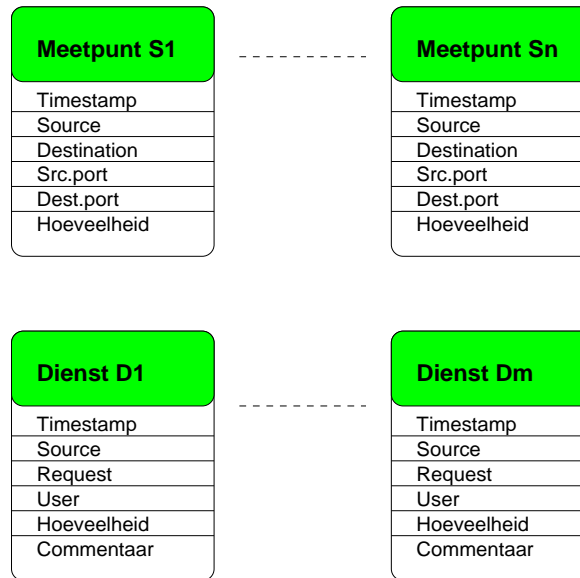 Meetpunt S1
Timestamp
Source
Destination
Src.port
Dest.port
Hoeveelheid
Meetpunt Sn
Timestamp
Source
Destination
Src.port
Dest.port
Hoeveelheid
Dienst D1
Timestamp
Source
Request
User
Hoeveelheid
Commentaar
Dienst Dm
Timestamp
Source
Request
User
Hoeveelheid
Commentaar